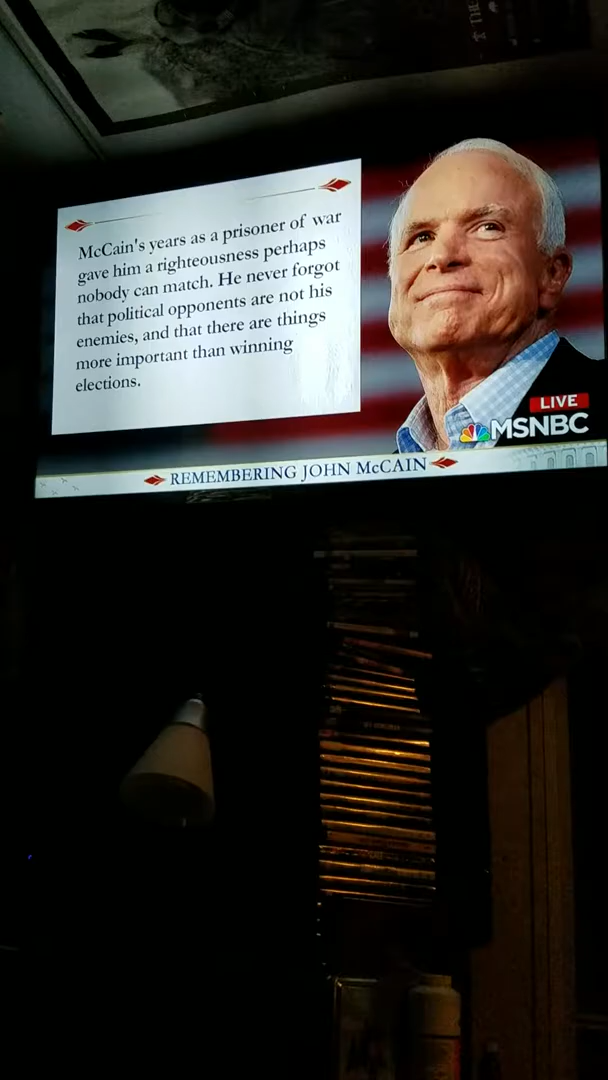 McCain's years as a prisoner of war
gave him a righteousness perhaps
nobody can match. He never forgot
that political opponents are not his
enemies, and that there are things
more important than winning
elections.
LIVE
MSNBC
REMEMBERING JOHN McCAIN